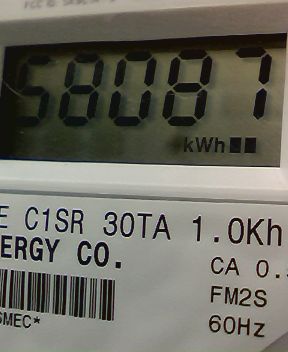 58087
kWh
E C1SR 30TA 1.0Kh
ERGY CO.
CA 0.
FM2S
SMEC*
60Hz